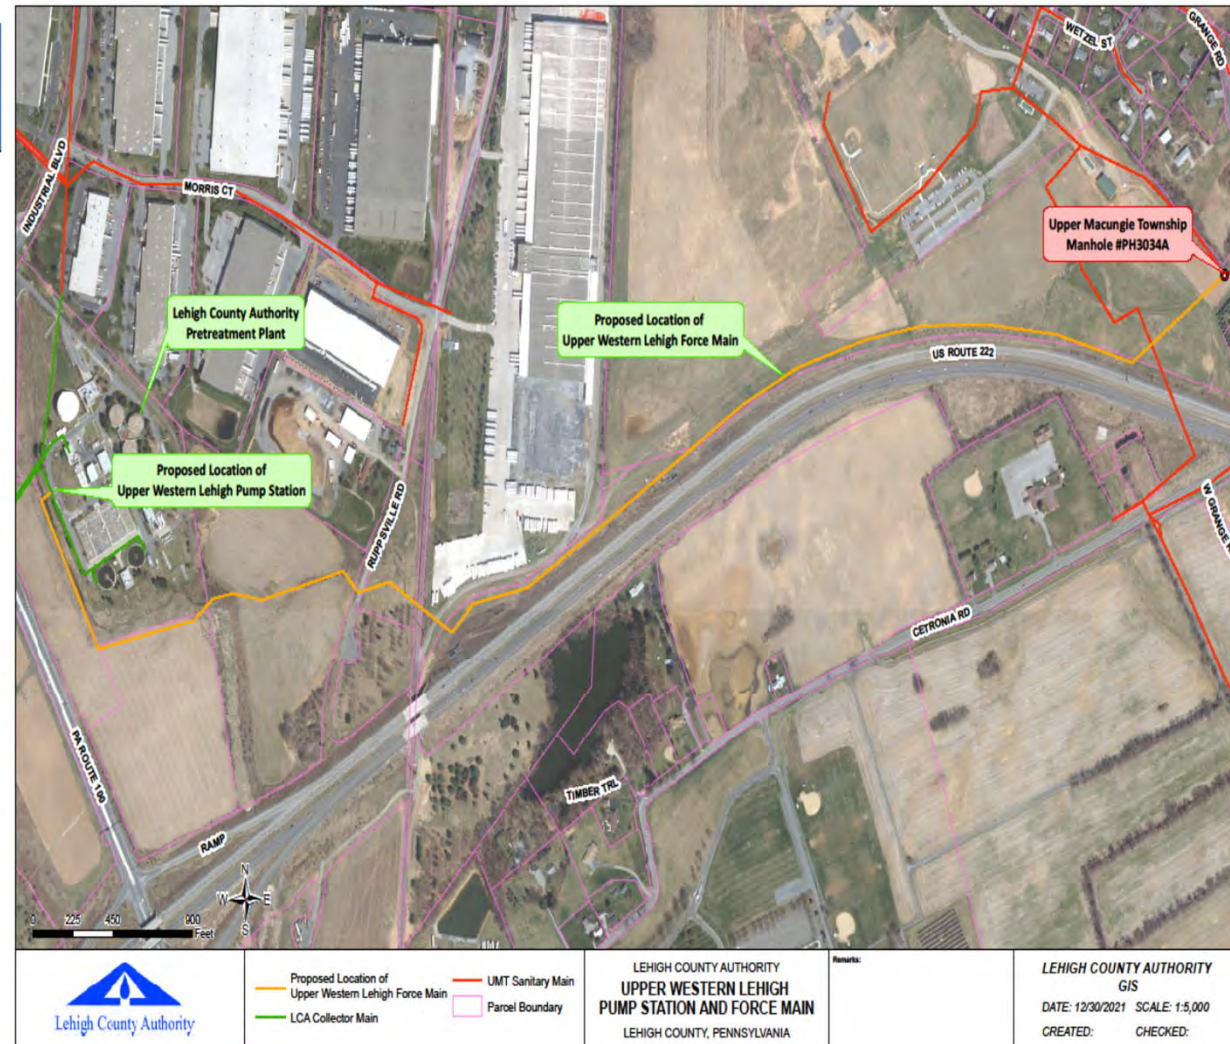 GRANGE RD
WETZEL ST
INDUSTRIAL BLVD
MORRIS CT
Upper Macungie Township
Manhole #PH3034A
Lehigh County Authority
Pretreatment Plant
Proposed Location of
Upper Western Lehigh Force Main
US ROUTE 222
Proposed Location of
Upper Western Lehigh Pump Station
RUPPSVILLE RD
W GRANGE
CETRONIA RD
PA ROUTE 100
TIMBER TRL
RAMP
N
W E
S
0 225 450 900
Feet
Lehigh County Authority
Proposed Location of
Upper Western Lehigh Force Main
LCA Collector Main
UMT Sanitary Main
Parcel Boundary
LEHIGH COUNTY AUTHORITY
UPPER WESTERN LEHIGH
PUMP STATION AND FORCE MAIN
LEHIGH COUNTY, PENNSYLVANIA
Remarks:
LEHIGH COUNTY AUTHORITY
GIS
DATE: 12/30/2021 SCALE: 1:5,000
CREATED: CHECKED: